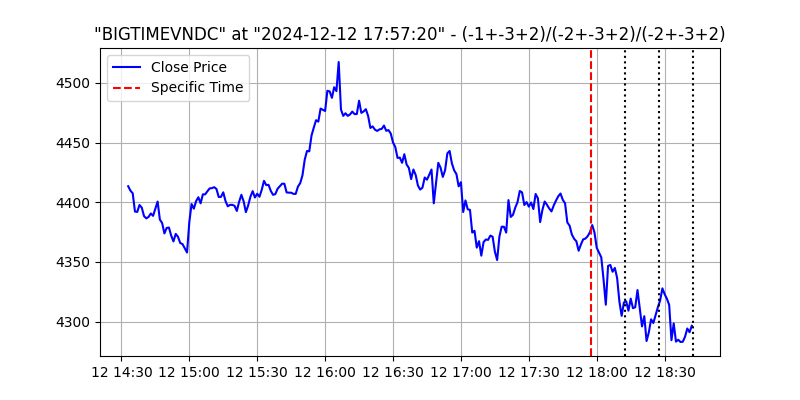 "BIGTIMEVNDC" at "2024-12-12 17:57:20" - (-1+-3+2)/(-2+-3+2)/(-2+-3+2)
Close Price
Specific Time
4500
4450
4400
4350
4300
12 14:30 12 15:00 12 15:30 12 16:00 12 16:30 12 17:00 12 17:30 12 18:00 12 18:30